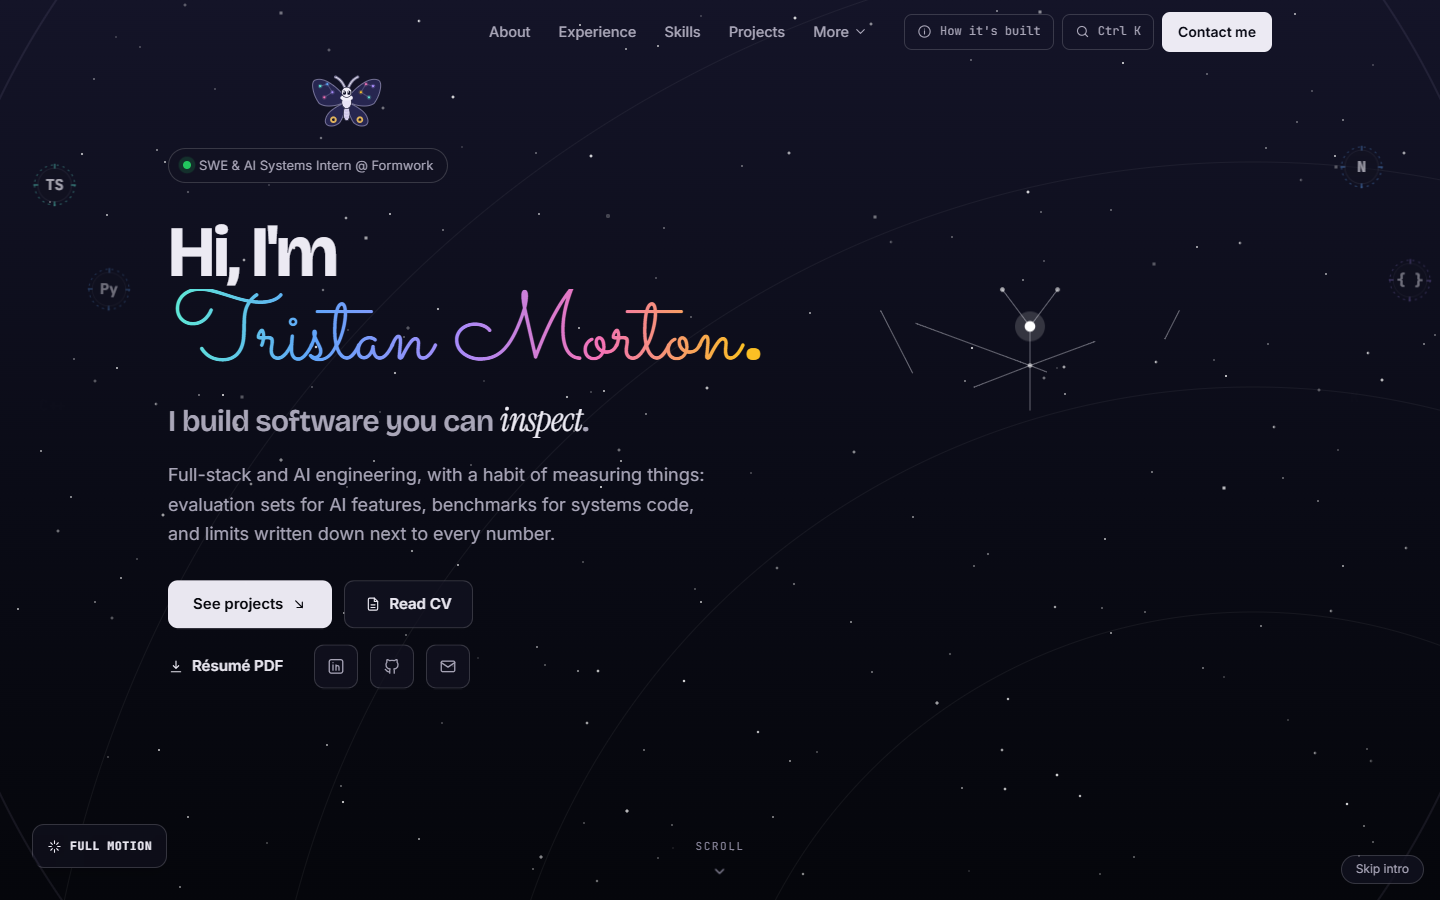 About
Experience
Skills
Projects
More
How it's built
Ctrl K
Contact me
SWE & AI Systems Intern @ Formwork
TS
N
Py
{ }
Hi, I'm
Tristan Morton.
I build software you can inspect.
Full-stack and AI engineering, with a habit of measuring things:
evaluation sets for AI features, benchmarks for systems code,
and limits written down next to every number.
See projects
Read CV
Résumé PDF
in
FULL MOTION
SCROLL
Skip intro